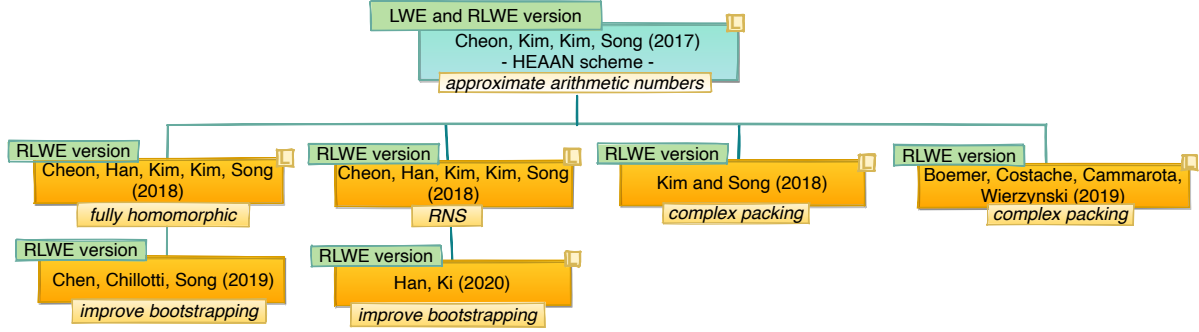 LWE and RLWE version
L
Cheon, Kim, Kim, Song (2017)
- HEAAN scheme -
approximate arithmetic numbers
RLWE version
L
Cheon, Han, Kim, Kim, Song
(2018)
fully homomorphic
RLWE version
L
Cheon, Han, Kim, Kim, Song
(2018)
RNS
RLWE version
L
Kim and Song (2018)
complex packing
RLWE version
L
Boemer, Costache, Cammarota,
Wierzynski (2019)
complex packing
RLWE version
Chen, Chillotti, Song (2019)
improve bootstrapping
RLWE version
L
Han, Ki (2020)
improve bootstrapping